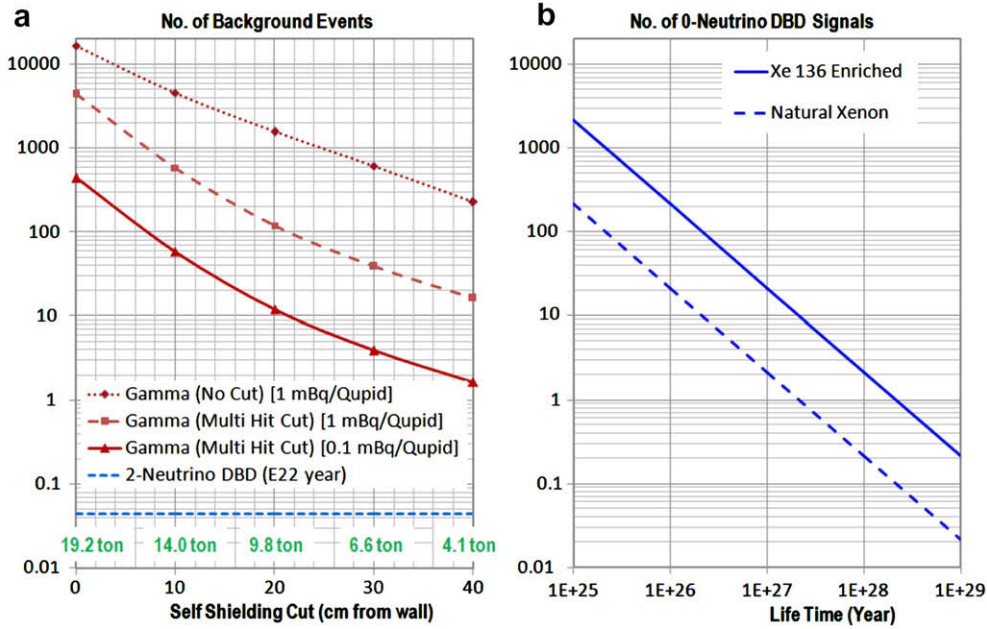 a
No. of Background Events
10000
1000
100
10
1
0.1
0.01
Gamma (No Cut) [1 mBq/Qupid]
Gamma (Multi Hit Cut) [1 mBq/Qupid]
Gamma (Multi Hit Cut) [0.1 mBq/Qupid]
2-Neutrino DBD (E22 year)
19.2 ton 14.0 ton 9.8 ton 6.6 ton 4.1 ton
0 10 20 30 40
Self Shielding Cut (cm from wall)
b
No. of 0-Neutrino DBD Signals
Xe 136 Enriched
Natural Xenon
10000
1000
100
10
1
0.1
0.01
1E+25 1E+26 1E+27 1E+28 1E+29
Life Time (Year)